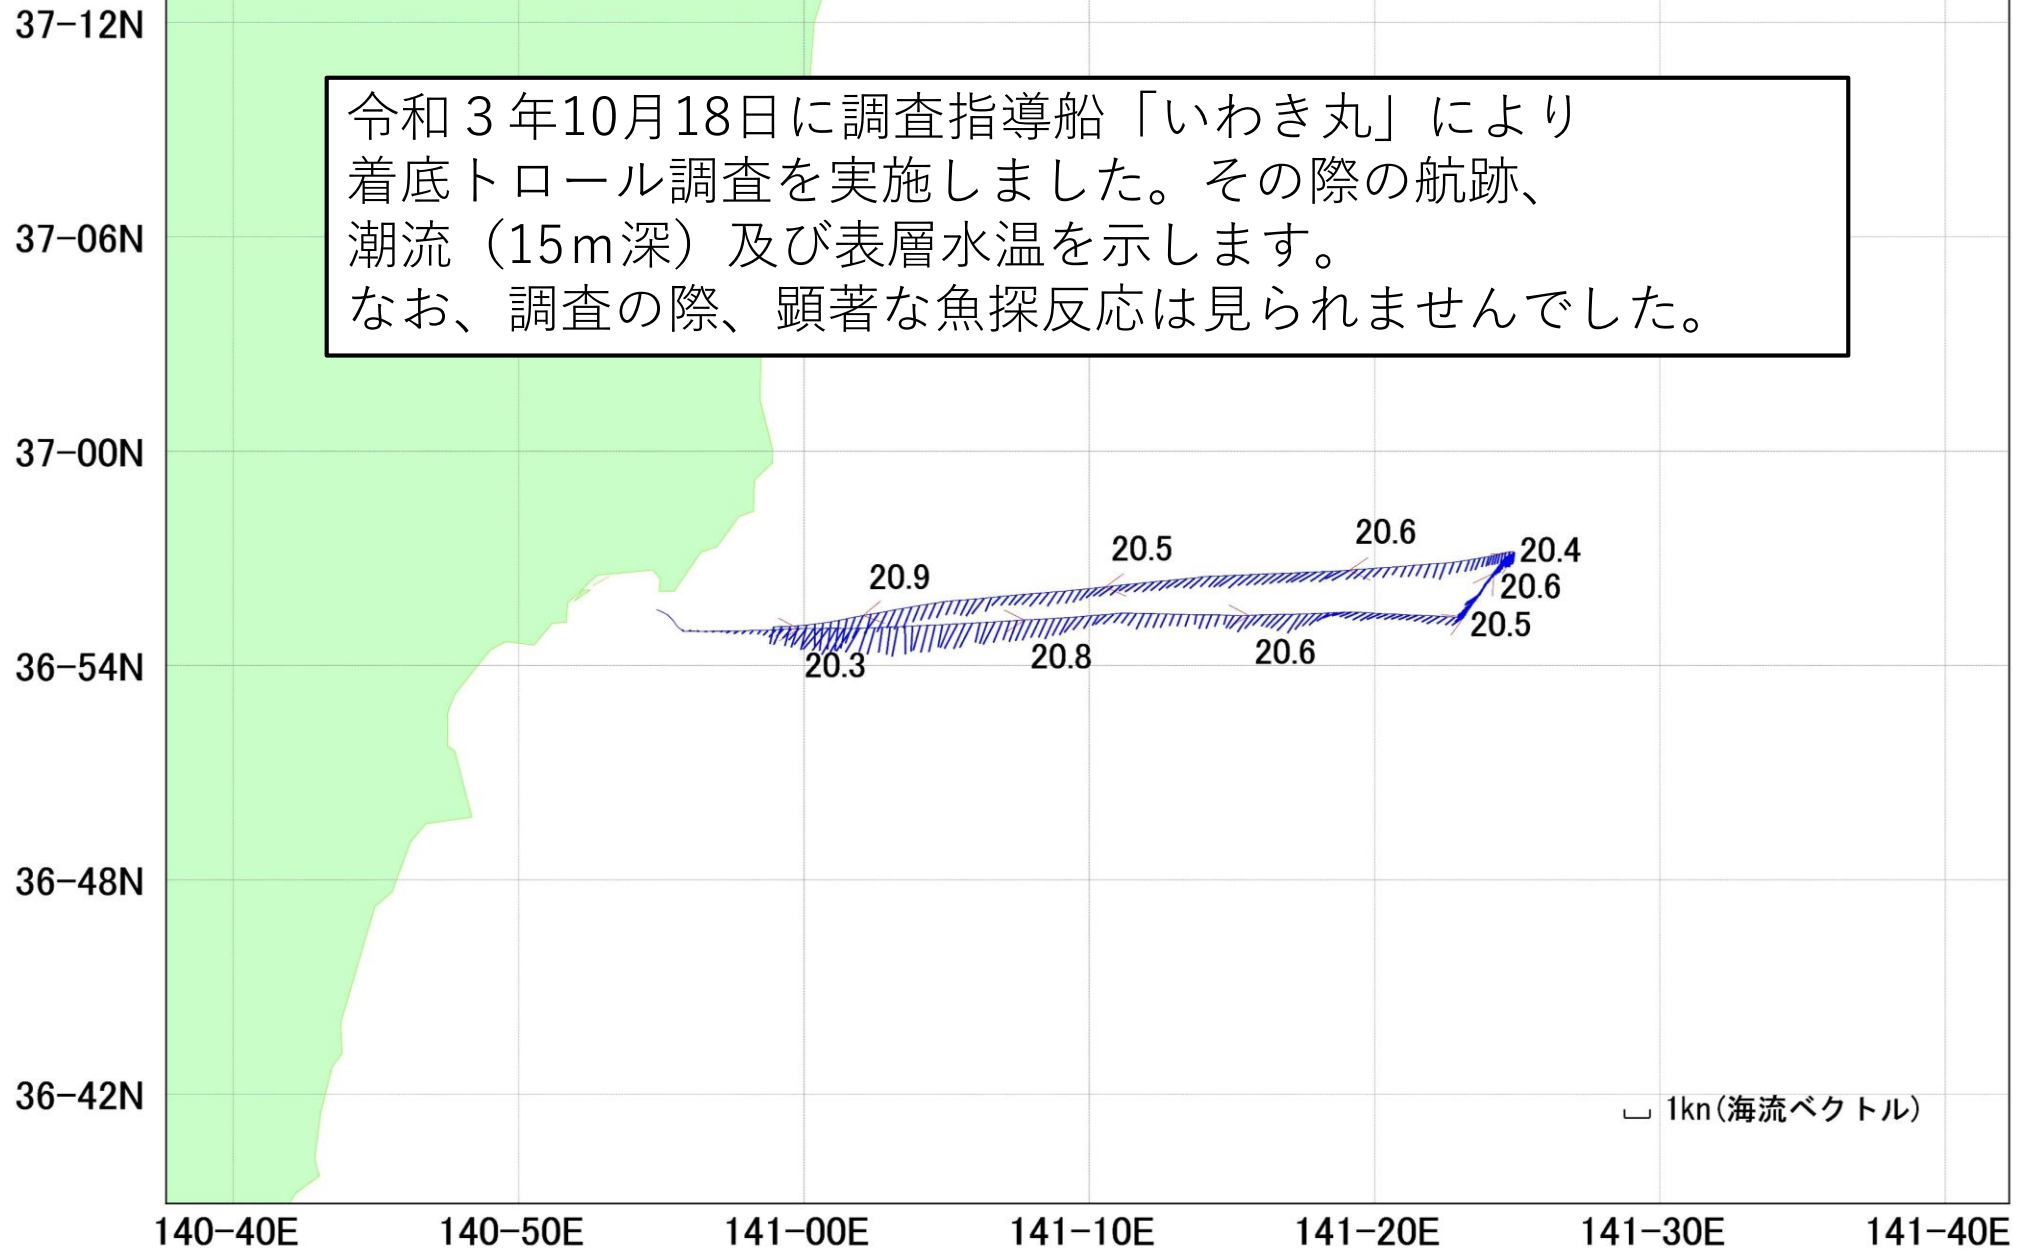 37-12N
令和３年10月18日に調査指導船「いわき丸」により
着底トロール調査を実施しました。その際の航跡、
潮流（15ｍ深）及び表層水温を示します。
なお、調査の際、顕著な魚探反応は見られませんでした。
37-06N
37-00N
20.6
20.5
20.4
20.9
20.6
20.5
20.3
20.8
20.6
36-54N
36-48N
36-42N
1kn(海流ベクトル)
140-40E
140-50E
141-00E
141-10E
141-20E
141-30E
141-40E